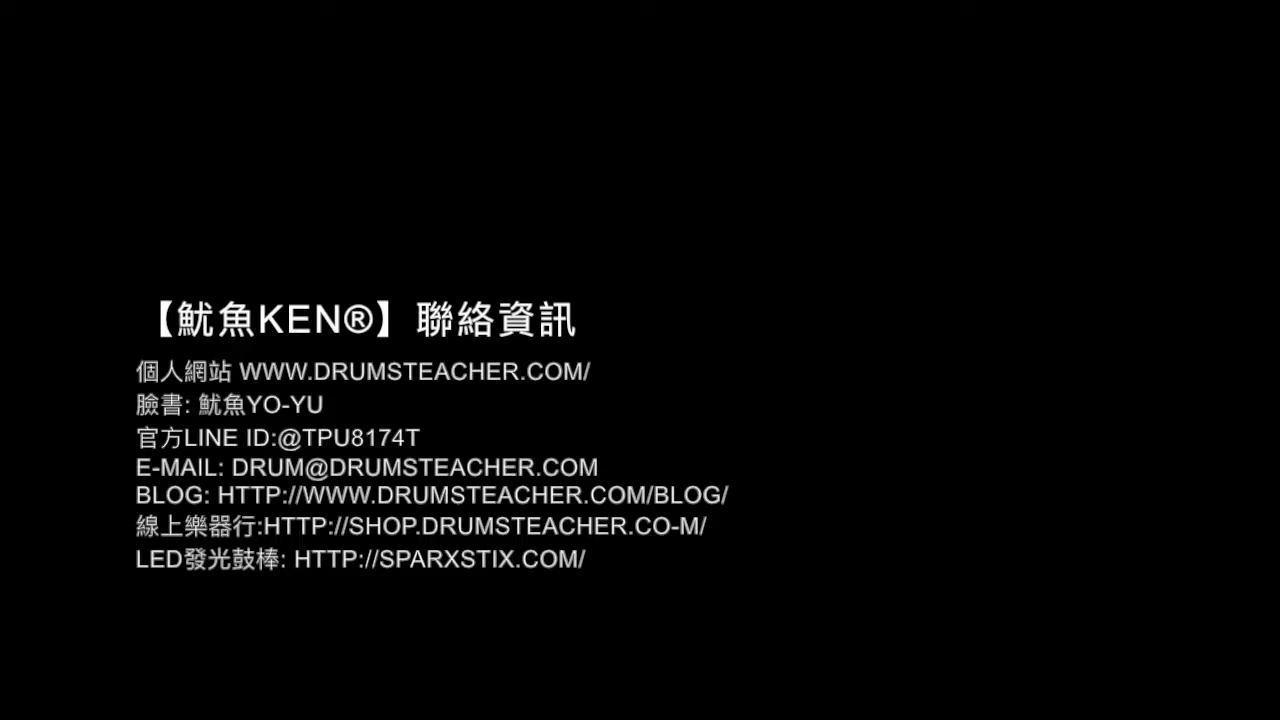 【魷魚KEN®】聯絡資訊
個人網站 WWW.DRUMSTEACHER.COM/
臉書: 魷魚YO-YU
官方LINE ID:@TPU8174T
E-MAIL: DRUM@DRUMSTEACHER.COM
BLOG: HTTP://WWW.DRUMSTEACHER.COM/BLOG/
線上樂器行:HTTP://SHOP.DRUMSTEACHER.CO-M/
LED發光鼓棒: HTTP://SPARXSTIX.COM/